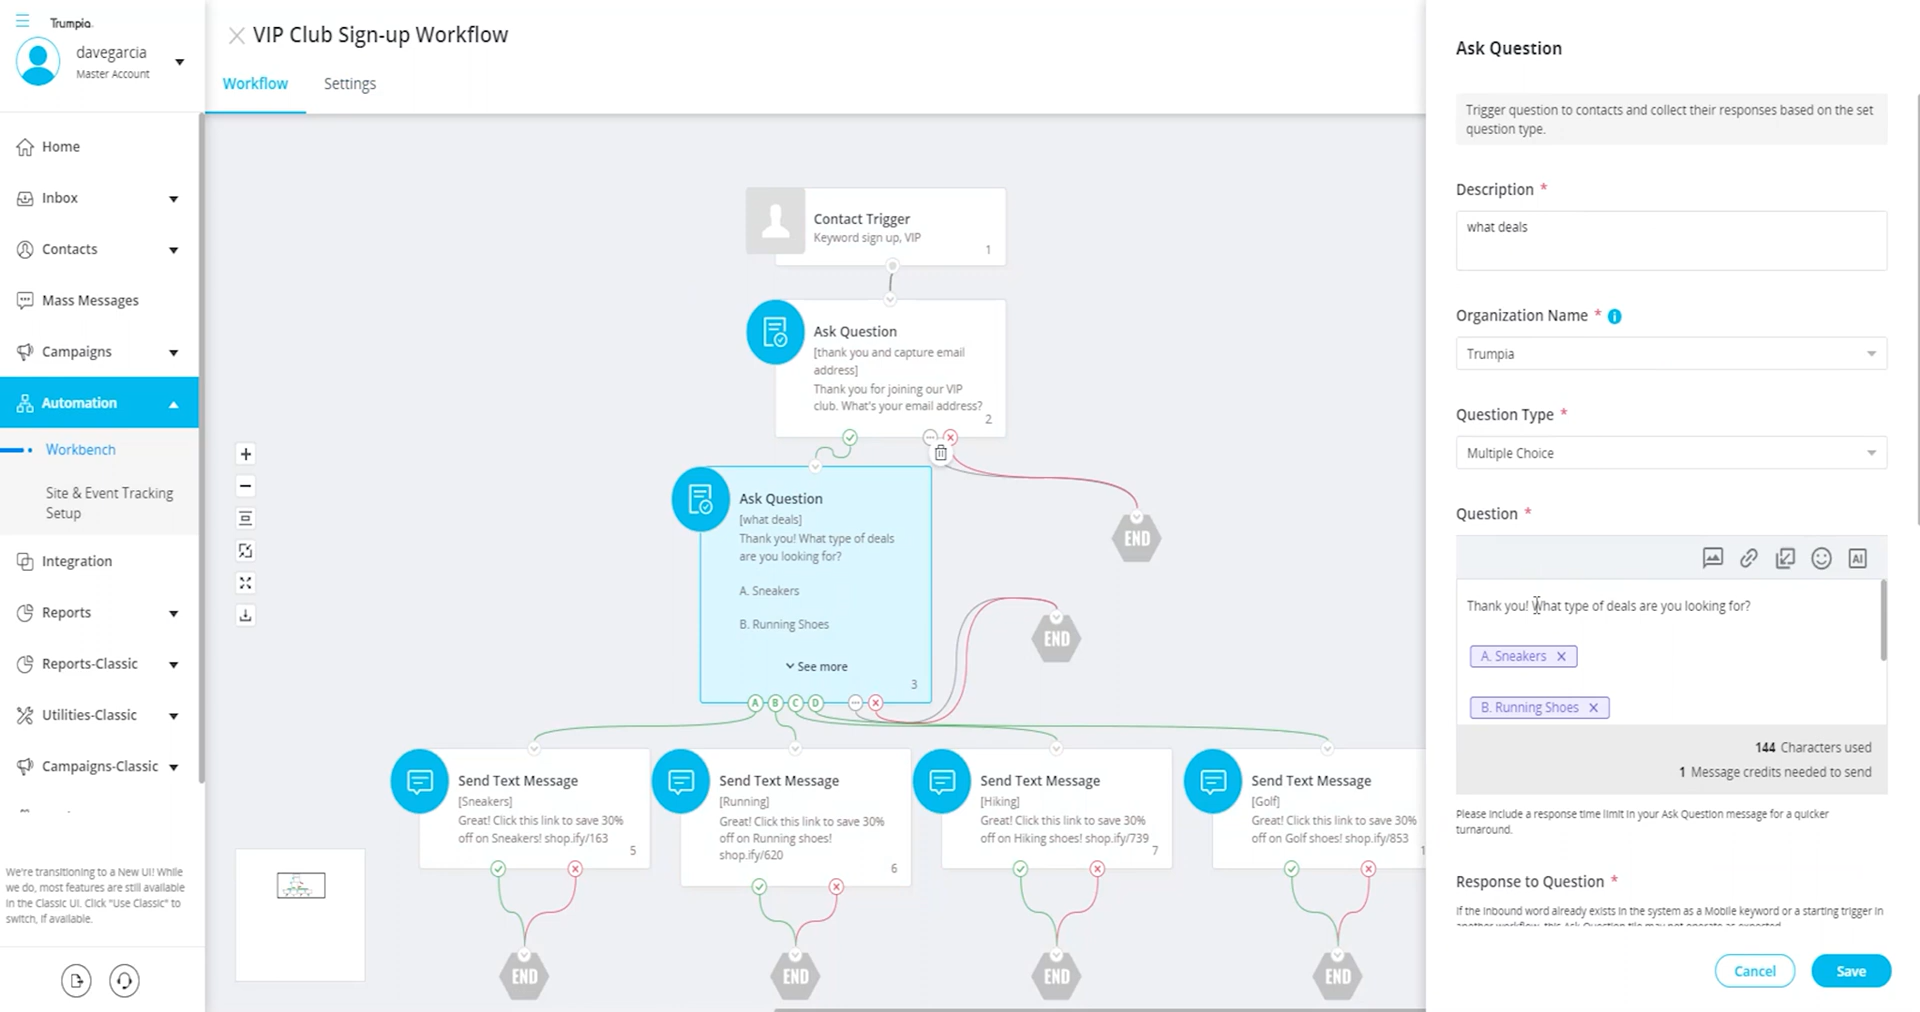 Trumpia
davegarcia
Master Account
Home
Inbox
Contacts
Mass Messages
Campaigns
Automation
Workbench
Site & Event Tracking
Setup
Integration
Reports
Reports-Classic
Utilities-Classic
Campaigns-Classic
We're transitioning to a New UI! While
we do, most features are still available
in the Classic UI. Click "Use Classic" to
switch, if available.
VIP Club Sign-up Workflow
Workflow
Settings
Contact Trigger
Keyword sign up, VIP
1
Ask Question
[thank you and capture email
address]
Thank you for joining our VIP
club. What's your email address?
2
Ask Question
[what deals]
Thank you! What type of deals
are you looking for?
A. Sneakers
B. Running Shoes
See more
3
A B C D
END
END
Send Text Message
[Sneakers]
Great! Click this link to save 30%
off on Sneakers! shop.ify/163
5
Send Text Message
[Running]
Great! Click this link to save 30%
off on Running shoes!
shop.ify/620
6
Send Text Message
[Hiking]
Great! Click this link to save 30%
off on Hiking shoes! shop.ify/739
7
Send Text Message
[Golf]
Great! Click this link to save 30%
off on Golf shoes! shop.ify/853
END
END
END
END
Ask Question
Trigger question to contacts and collect their responses based on the set
question type.
Description *
what deals
Organization Name *
Trumpia
Question Type *
Multiple Choice
Question *
AI
Thank you! What type of deals are you looking for?
A. Sneakers
B. Running Shoes
144 Characters used
1 Message credits needed to send
Please include a response time limit in your Ask Question message for a quicker
turnaround.
Response to Question *
If the inbound word already exists in the system as a Mobile keyword or a starting trigger in
another workflow, this Ask Question tile may not operate as expected.
Cancel
Save